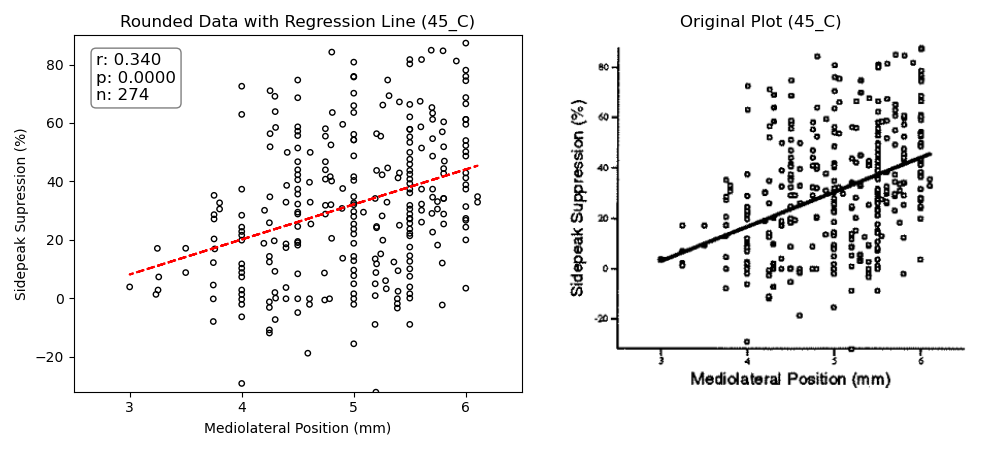 Rounded Data with Regression Line (45_C)
r: 0.340
p: 0.0000
n: 274
80
60
40
20
0
−20
3
4
5
6
Sidepeak Suppression (%)
Mediolateral Position (mm)
Original Plot (45_C)
80
60
40
20
0
-20
3
4
5
6
Sidepeak Suppression (%)
Mediolateral Position (mm)